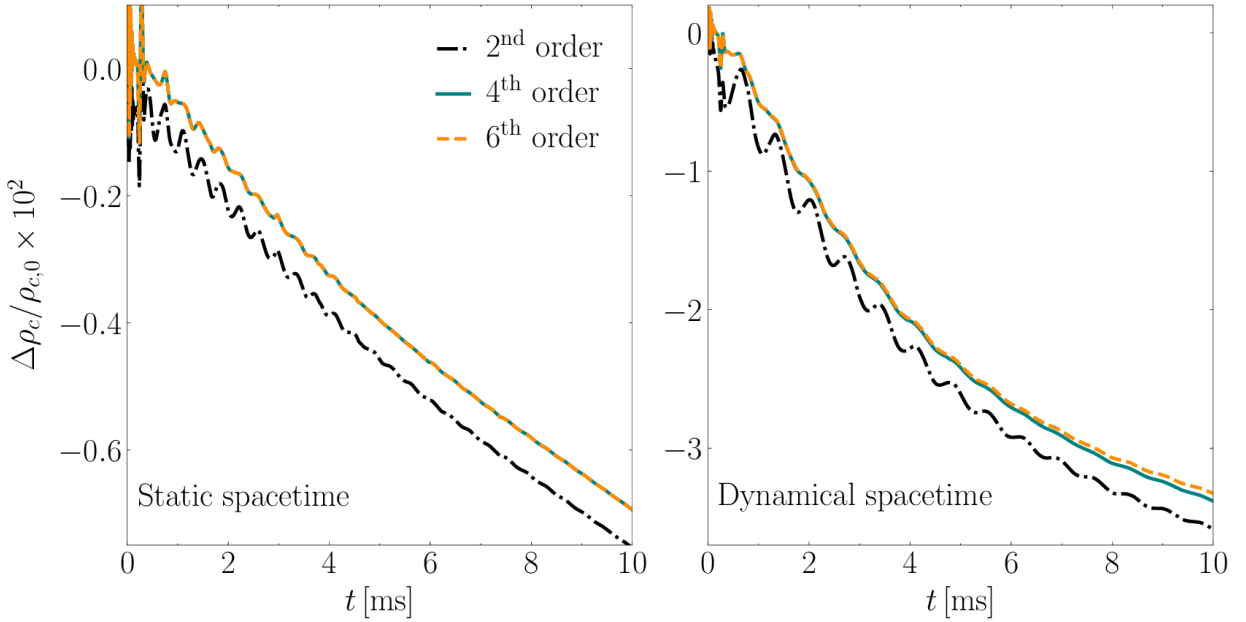 Δρ_c/ρ_{c,0} × 10²
0.0
−0.2
−0.4
−0.6
2nd order
4th order
6th order
Static spacetime
0 2 4 6 8 10
t [ms]
0
−1
−2
−3
Dynamical spacetime
0 2 4 6 8 10
t [ms]